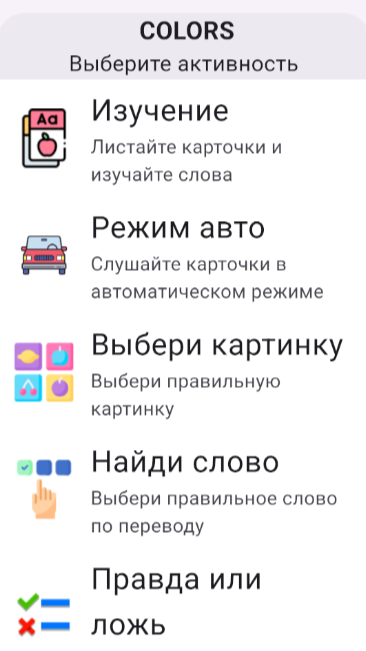 COLORS
Выберите активность
Aa
Изучение
Листайте карточки и
изучайте слова
Режим авто
Слушайте карточки в
автоматическом режиме
Выбери картинку
Выбери правильную
картинку
Найди слово
Выбери правильное слово
по переводу
Правда или
ложь